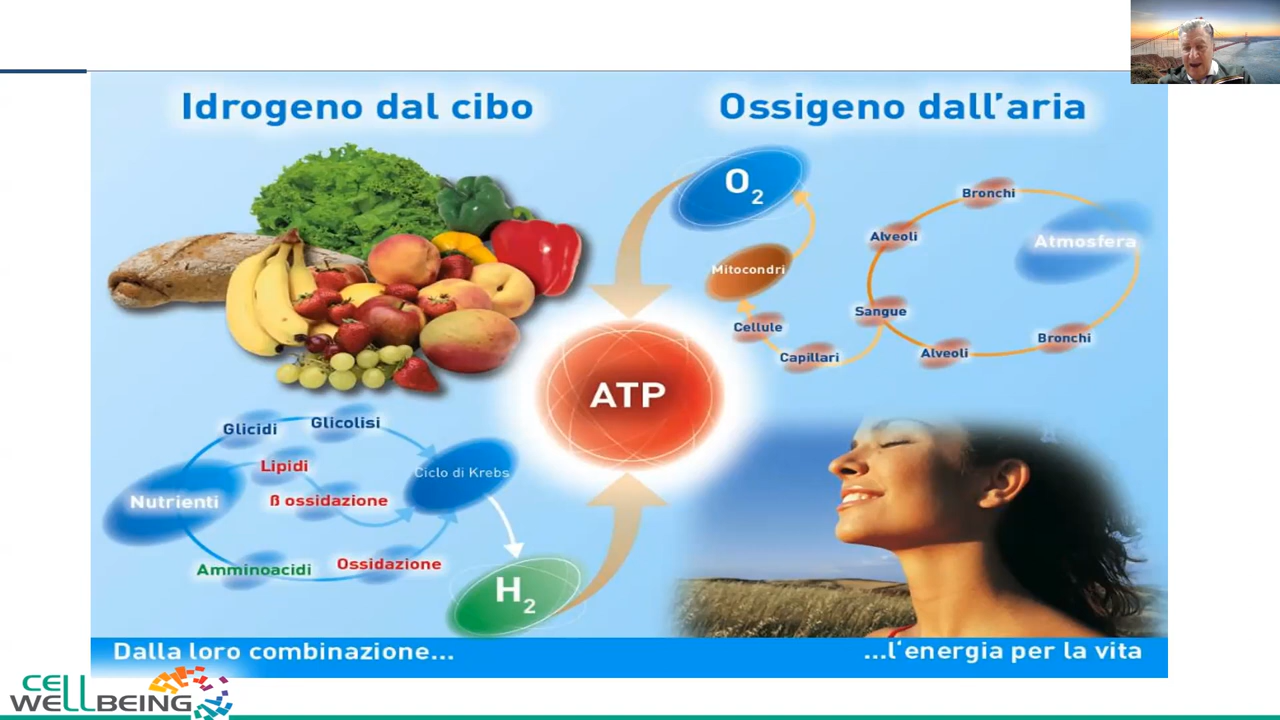 Idrogeno dal cibo
Ossigeno dall'aria
O2
Bronchi
Alveoli
Atmosfera
Mitocondri
Sangue
Cellule
Bronchi
Capillari
Alveoli
ATP
Glicidi
Glicolisi
Lipidi
Ciclo di Krebs
Nutrienti
ß ossidazione
Amminoacidi
Ossidazione
H2
Dalla loro combinazione...
...l'energia per la vita
CELL
WELLBEING